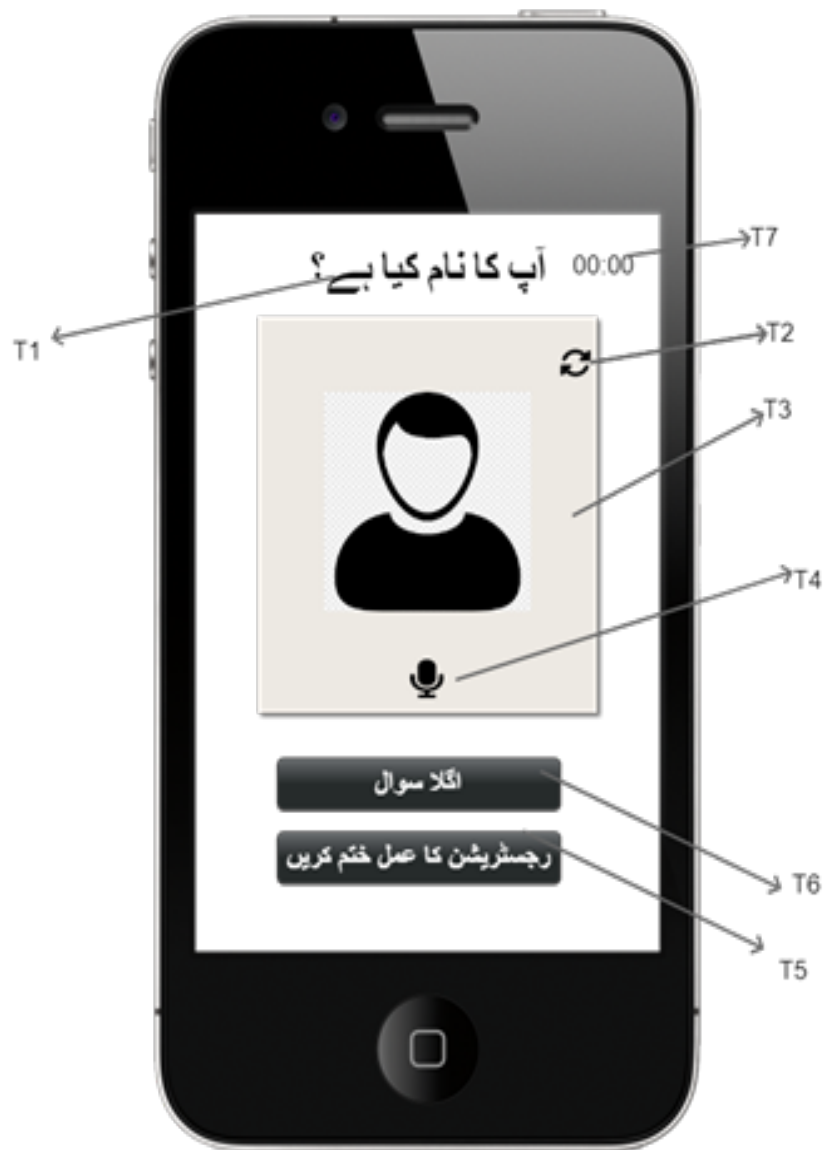 آپ کا نام کیا ہے؟
00:00
T7
T1
T2
T3
T4
اگلا سوال
رجسٹریشن کا عمل ختم کریں
T6
T5